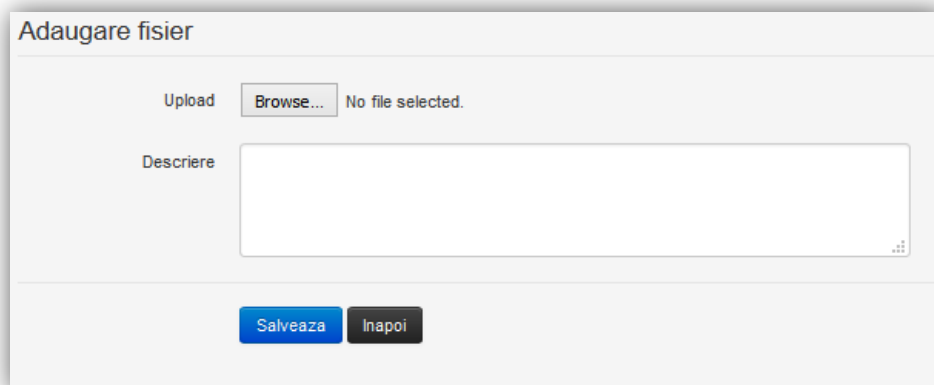 Adaugare fisier
Upload Browse... No file selected.
Descriere
Salveaza Inapoi